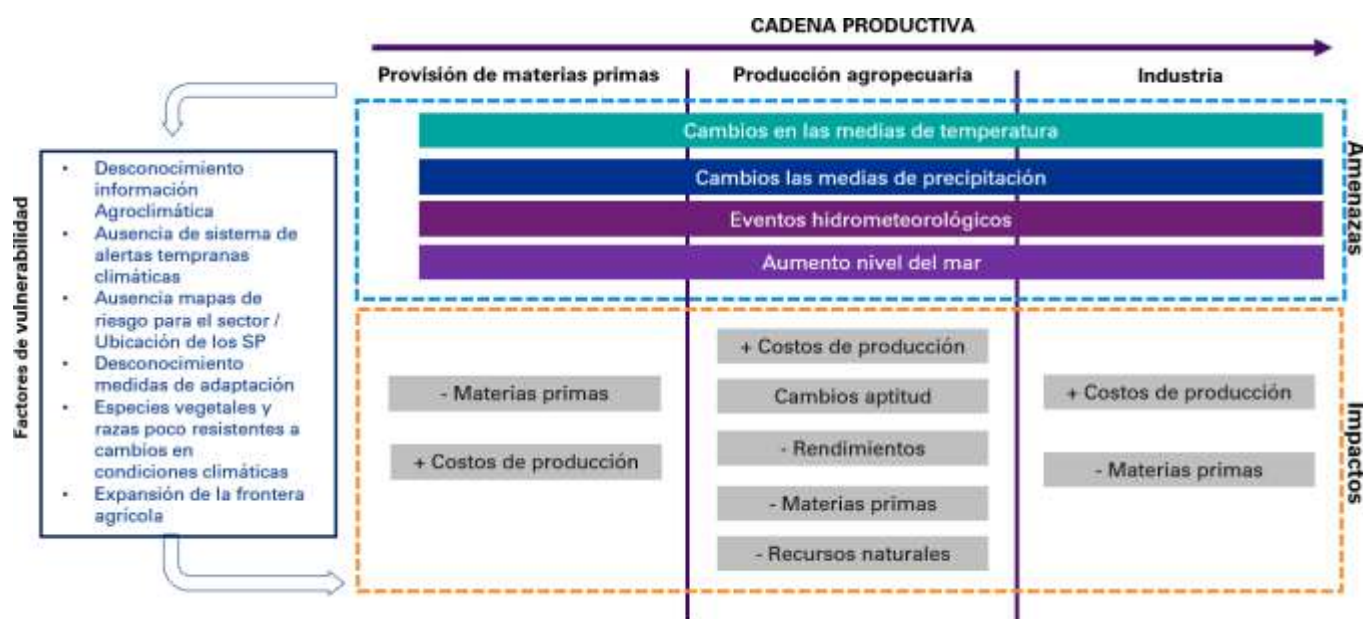 CADENA PRODUCTIVA
Provisión de materias primas
Producción agropecuaria
Industria
Factores de vulnerabilidad
• Desconocimiento
información
Agroclimática
• Ausencia de sistema de
alertas tempranas
climáticas
• Ausencia mapas de
riesgo para el sector /
Ubicación de los SP
• Desconocimiento
medidas de adaptación
• Especies vegetales y
razas poco resistentes a
cambios en
condiciones climáticas
• Expansión de la frontera
agrícola
Cambios en las medias de temperatura
Cambios las medias de precipitación
Eventos hidrometeorológicos
Aumento nivel del mar
Amenazas
- Materias primas
+ Costos de producción
+ Costos de producción
Cambios aptitud
- Rendimientos
- Materias primas
- Recursos naturales
+ Costos de producción
- Materias primas
Impactos